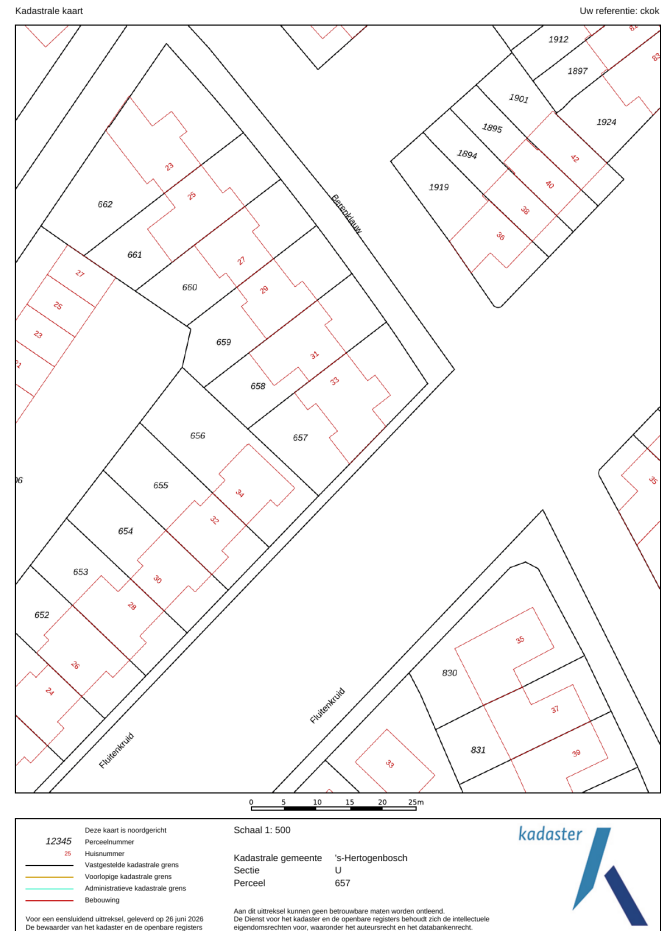 Kadastrale kaart
Uw referentie: ckok
1912
1897
1924
1901
1895
1894
1919
42
40
38
36
Berenklauw
662
23
25
661
660
27
29
659
31
658
33
657
27
25
23
656
655
654
653
652
34
32
30
28
26
24
35
830
35
37
831
39
33
Fluitenkruid
Fluitenkruid
0 5 10 15 20 25m
Deze kaart is noordgericht
12345 Perceelnummer
25 Huisnummer
Vastgestelde kadastrale grens
Voorlopige kadastrale grens
Administratieve kadastrale grens
Bebouwing
Voor een eensluidend uittreksel, geleverd op 26 juni 2026
De bewaarder van het kadaster en de openbare registers
Schaal 1: 500
Kadastrale gemeente 's-Hertogenbosch
Sectie U
Perceel 657
Aan dit uittreksel kunnen geen betrouwbare maten worden ontleend.
De Dienst voor het kadaster en de openbare registers behoudt zich de intellectuele
eigendomsrechten voor, waaronder het auteursrecht en het databankenrecht.
kadaster